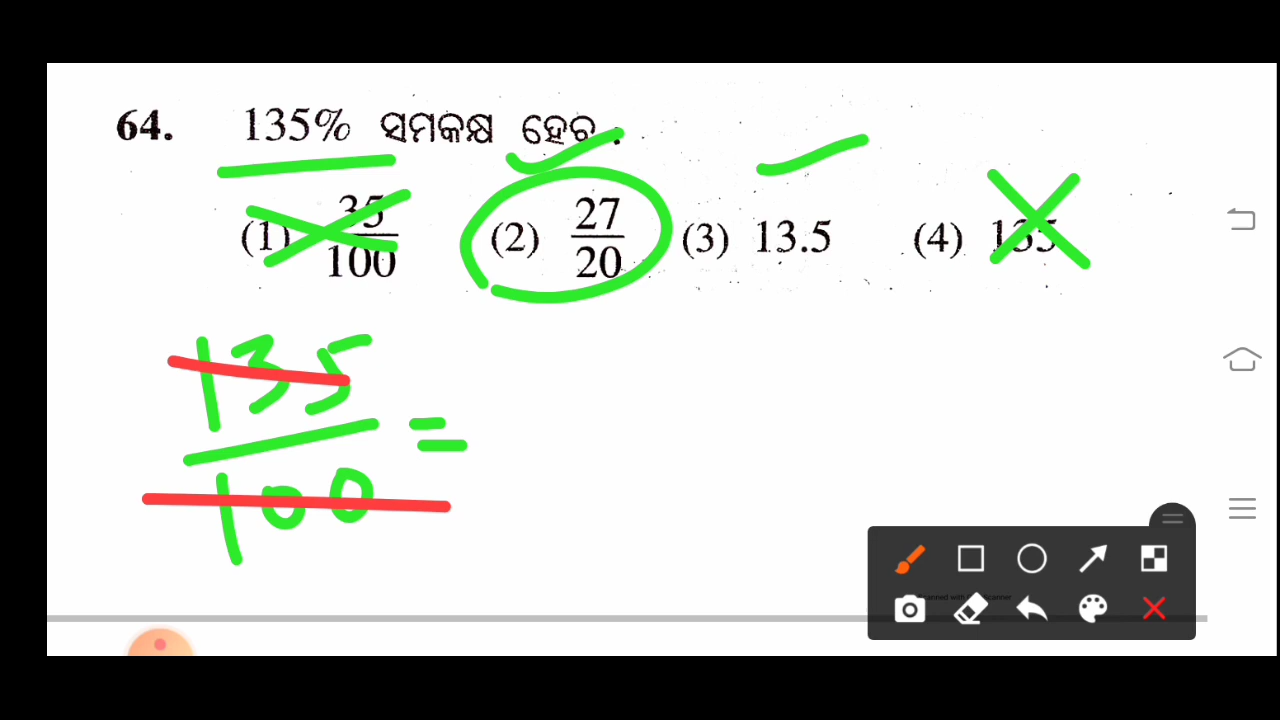 64. 135% ସମକକ୍ଷ ହେବ :
(1) 35/100 (2) 27/20 (3) 13.5 (4) 135
135/100 =